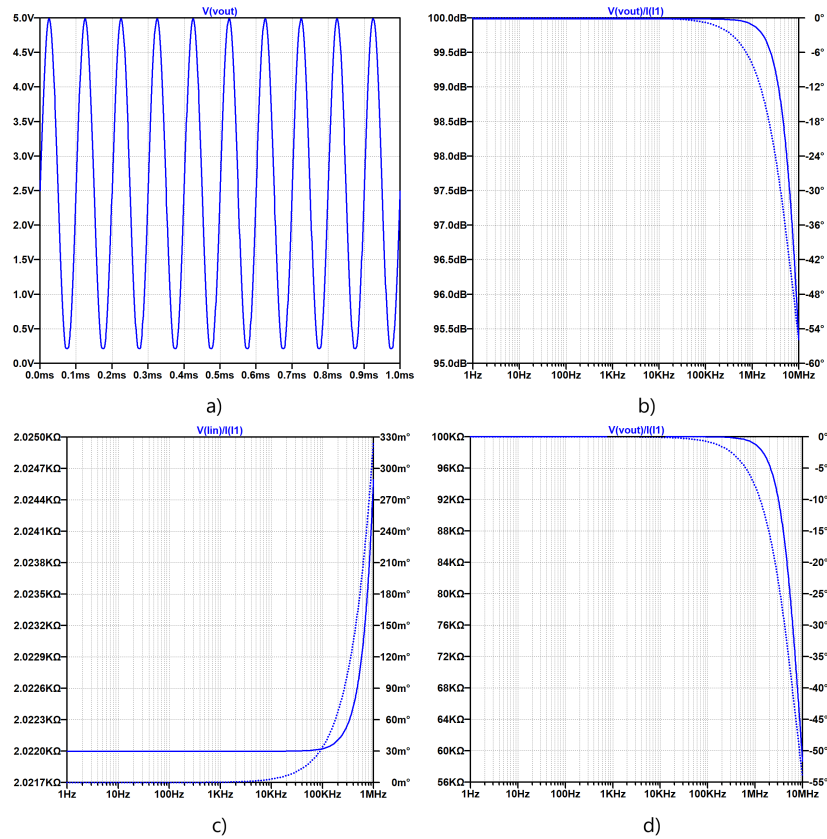 V(vout)
5.0V
4.5V
4.0V
3.5V
3.0V
2.5V
2.0V
1.5V
1.0V
0.5V
0.0V
0.0ms 0.1ms 0.2ms 0.3ms 0.4ms 0.5ms 0.6ms 0.7ms 0.8ms 0.9ms 1.0ms
a)
V(vout)/I(I1)
100.0dB 0°
99.5dB -6°
99.0dB -12°
98.5dB -18°
98.0dB -24°
97.5dB -30°
97.0dB -36°
96.5dB -42°
96.0dB -48°
95.5dB -54°
95.0dB -60°
1Hz 10Hz 100Hz 1KHz 10KHz 100KHz 1MHz 10MHz
b)
V(Iin)/I(I1)
2.0250KΩ 330m°
2.0247KΩ 300m°
2.0244KΩ 270m°
2.0241KΩ 240m°
2.0238KΩ 210m°
2.0235KΩ 180m°
2.0232KΩ 150m°
2.0229KΩ 120m°
2.0226KΩ 90m°
2.0223KΩ 60m°
2.0220KΩ 30m°
2.0217KΩ 0m°
1Hz 10Hz 100Hz 1KHz 10KHz 100KHz 1MHz
c)
V(vout)/I(I1)
100KΩ 0°
96KΩ -5°
92KΩ -10°
88KΩ -15°
84KΩ -20°
80KΩ -25°
76KΩ -30°
72KΩ -35°
68KΩ -40°
64KΩ -45°
60KΩ -50°
56KΩ -55°
1Hz 10Hz 100Hz 1KHz 10KHz 100KHz 1MHz 10MHz
d)